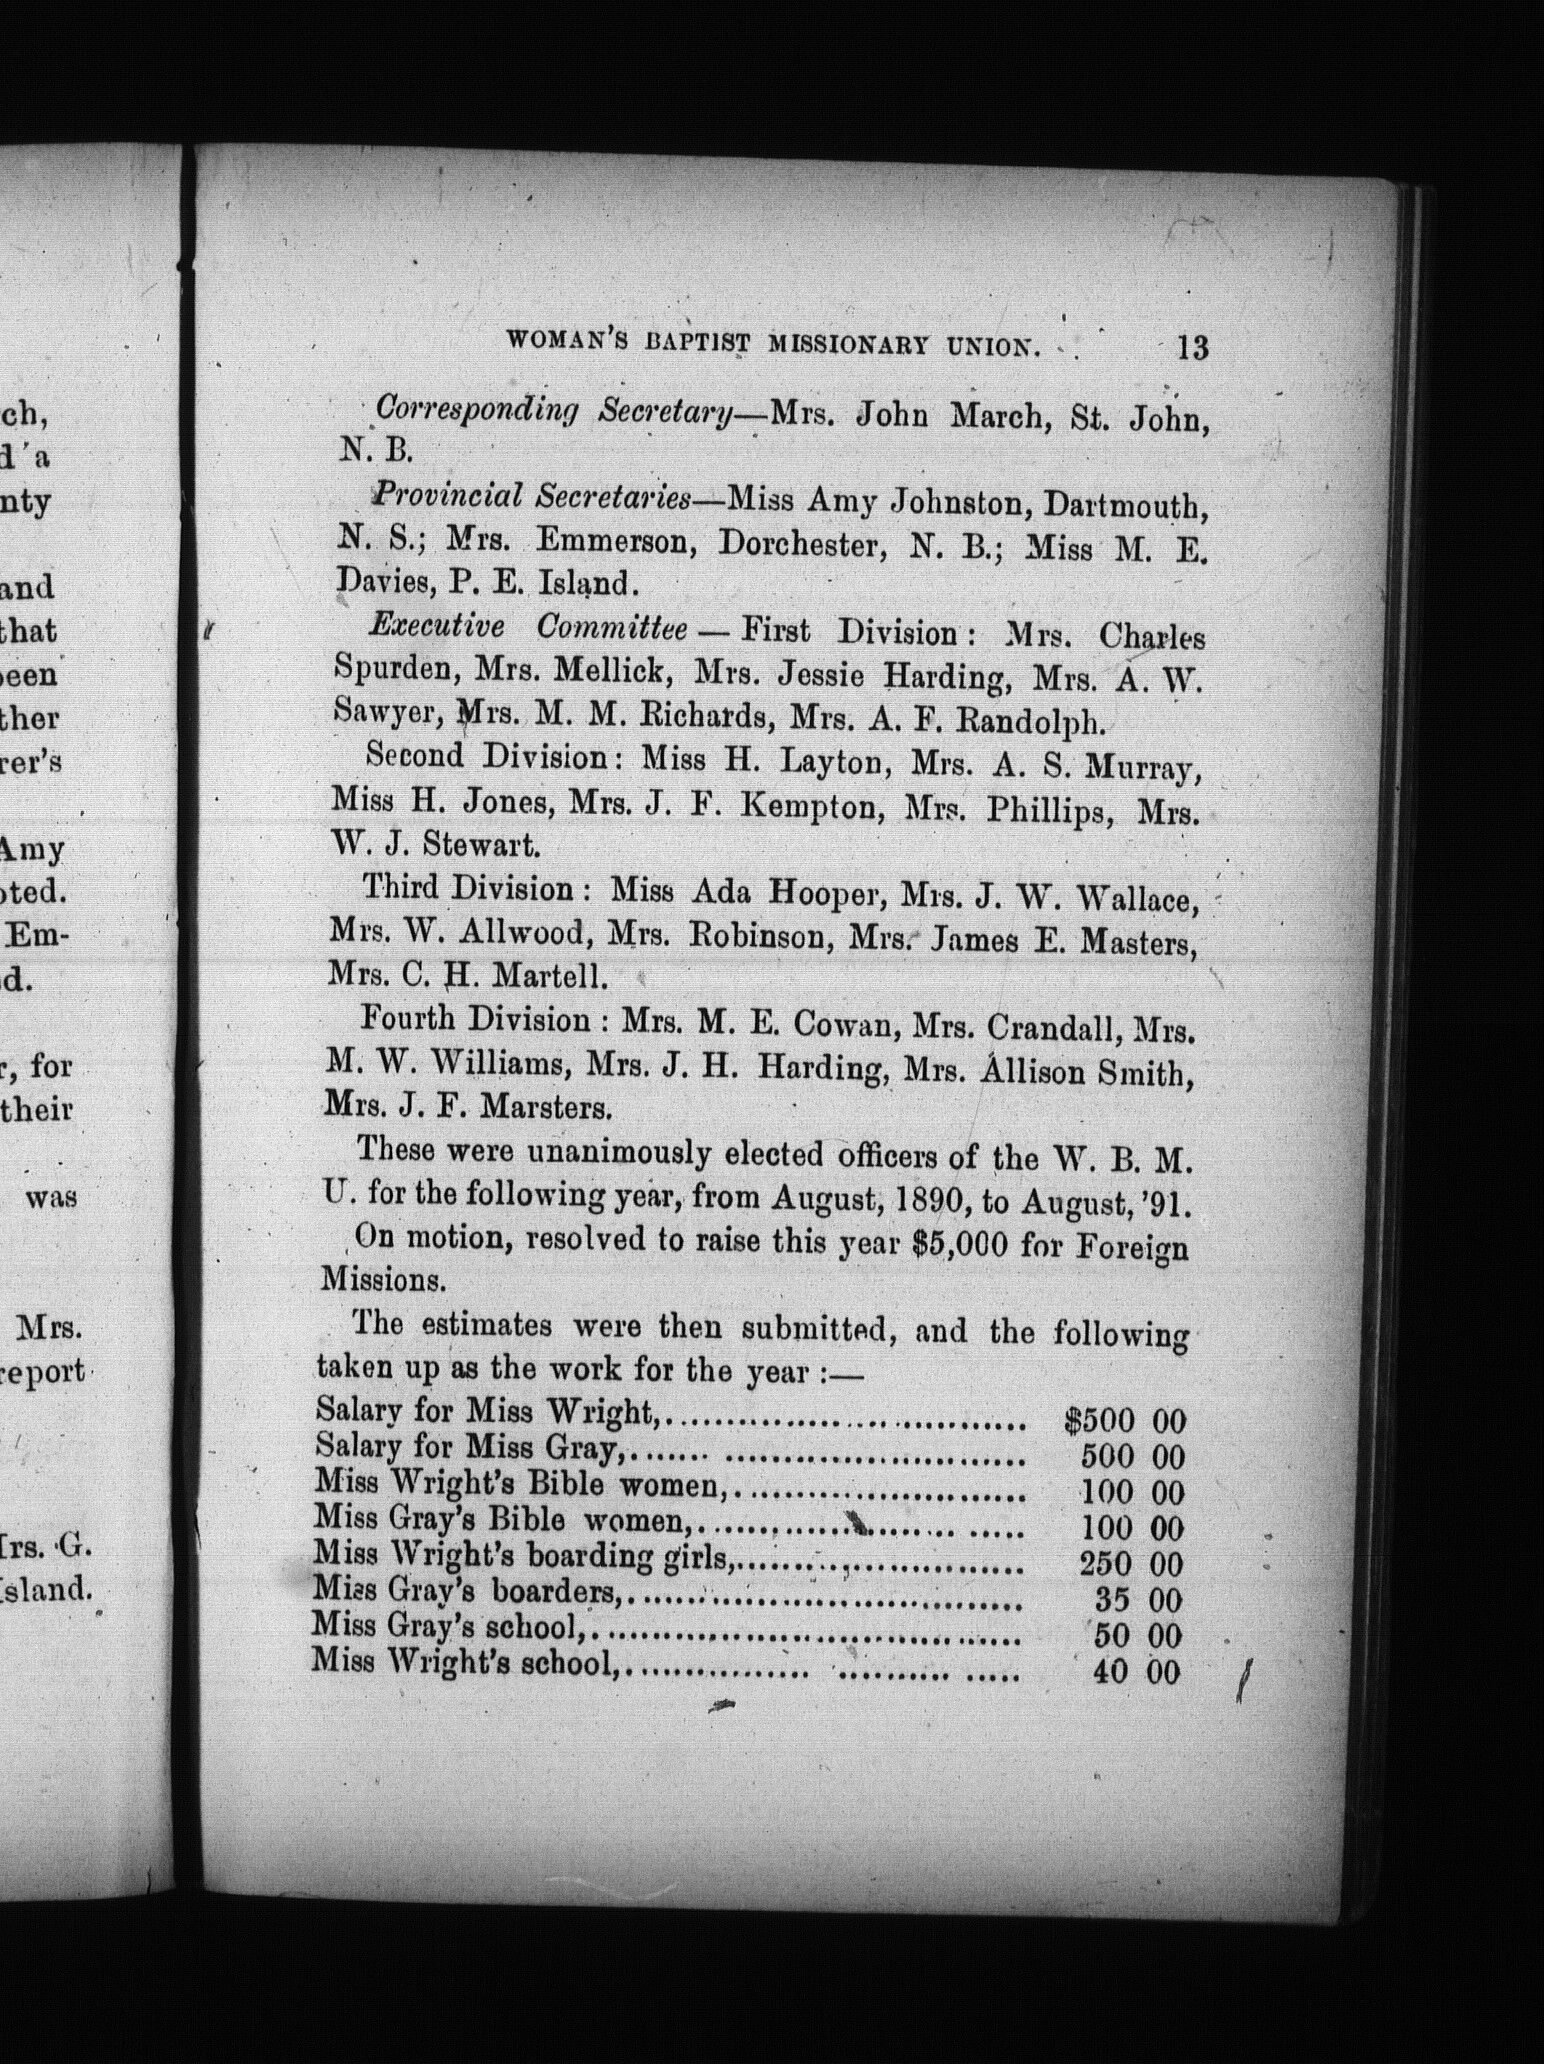 ch,
d a
nty
and
that
been
ther
rer's
Amy
oted.
Em-
d.
r, for
their
was
Mrs.
report
Mrs. G.
Island.
WOMAN'S BAPTIST MISSIONARY UNION. 13
Corresponding Secretary—Mrs. John March, St. John,
N. B.
Provincial Secretaries—Miss Amy Johnston, Dartmouth,
N. S.; Mrs. Emmerson, Dorchester, N. B.; Miss M. E.
Davies, P. E. Island.
Executive Committee — First Division: Mrs. Charles
Spurden, Mrs. Mellick, Mrs. Jessie Harding, Mrs. A. W.
Sawyer, Mrs. M. M. Richards, Mrs. A. F. Randolph.
Second Division: Miss H. Layton, Mrs. A. S. Murray,
Miss H. Jones, Mrs. J. F. Kempton, Mrs. Phillips, Mrs.
W. J. Stewart.
Third Division: Miss Ada Hooper, Mrs. J. W. Wallace,
Mrs. W. Allwood, Mrs. Robinson, Mrs. James E. Masters,
Mrs. C. H. Martell.
Fourth Division: Mrs. M. E. Cowan, Mrs. Crandall, Mrs.
M. W. Williams, Mrs. J. H. Harding, Mrs. Allison Smith,
Mrs. J. F. Marsters.
These were unanimously elected officers of the W. B. M.
U. for the following year, from August, 1890, to August, '91.
On motion, resolved to raise this year $5,000 for Foreign
Missions.
The estimates were then submitted, and the following
taken up as the work for the year:—
Salary for Miss Wright,.............................. $500 00
Salary for Miss Gray,.............................. 500 00
Miss Wright's Bible women,........................ 100 00
Miss Gray's Bible women,.......................... 100 00
Miss Wright's boarding girls,....................... 250 00
Miss Gray's boarders,.............................. 35 00
Miss Gray's school,................................ 50 00
Miss Wright's school,.............................. 40 00